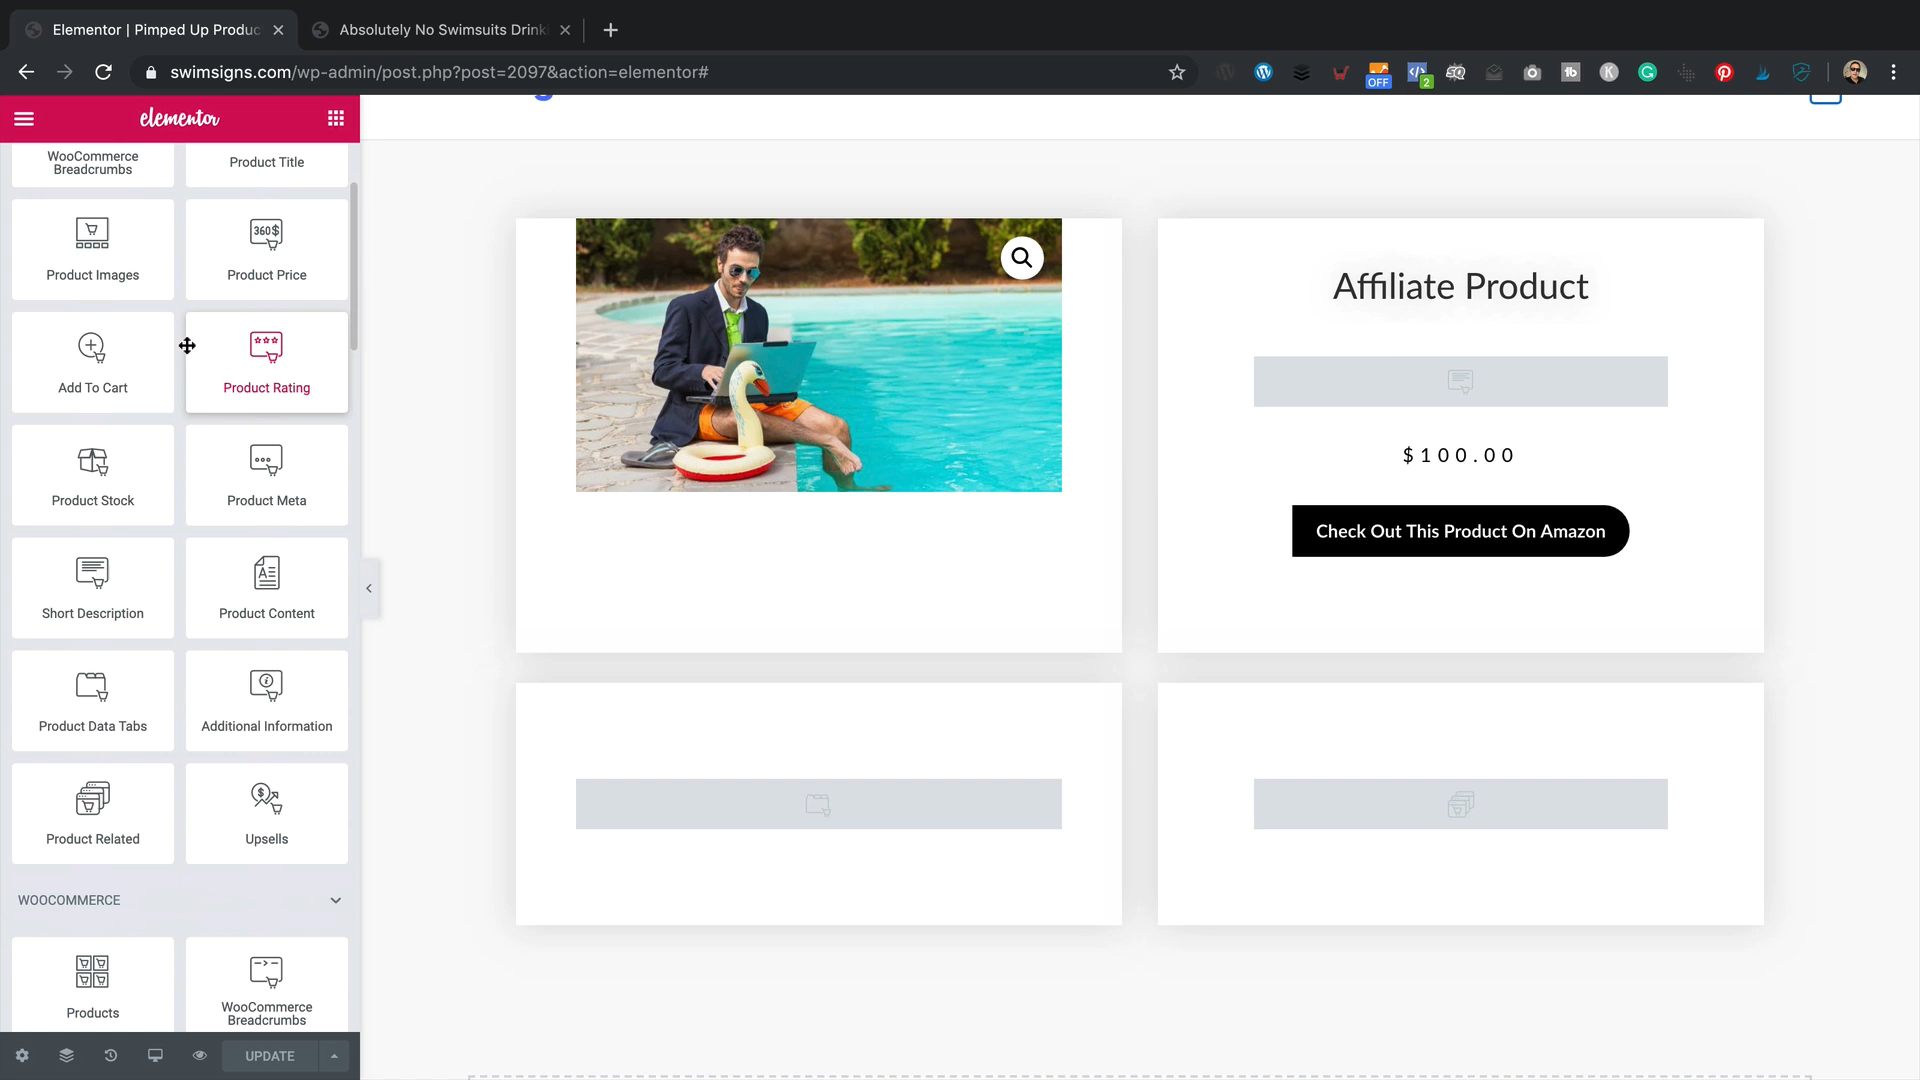 Elementor | Pimped Up Produc
Absolutely No Swimsuits Drinki
swimsigns.com/wp-admin/post.php?post=2097&action=elementor#
OFF
2
elementor
WooCommerce
Breadcrumbs
Product Title
Product Images
360$
Product Price
Add To Cart
Product Rating
Product Stock
Product Meta
Short Description
Product Content
Product Data Tabs
Additional Information
Product Related
Upsells
WOOCOMMERCE
Products
WooCommerce
Breadcrumbs
UPDATE
Affiliate Product
$100.00
Check Out This Product On Amazon